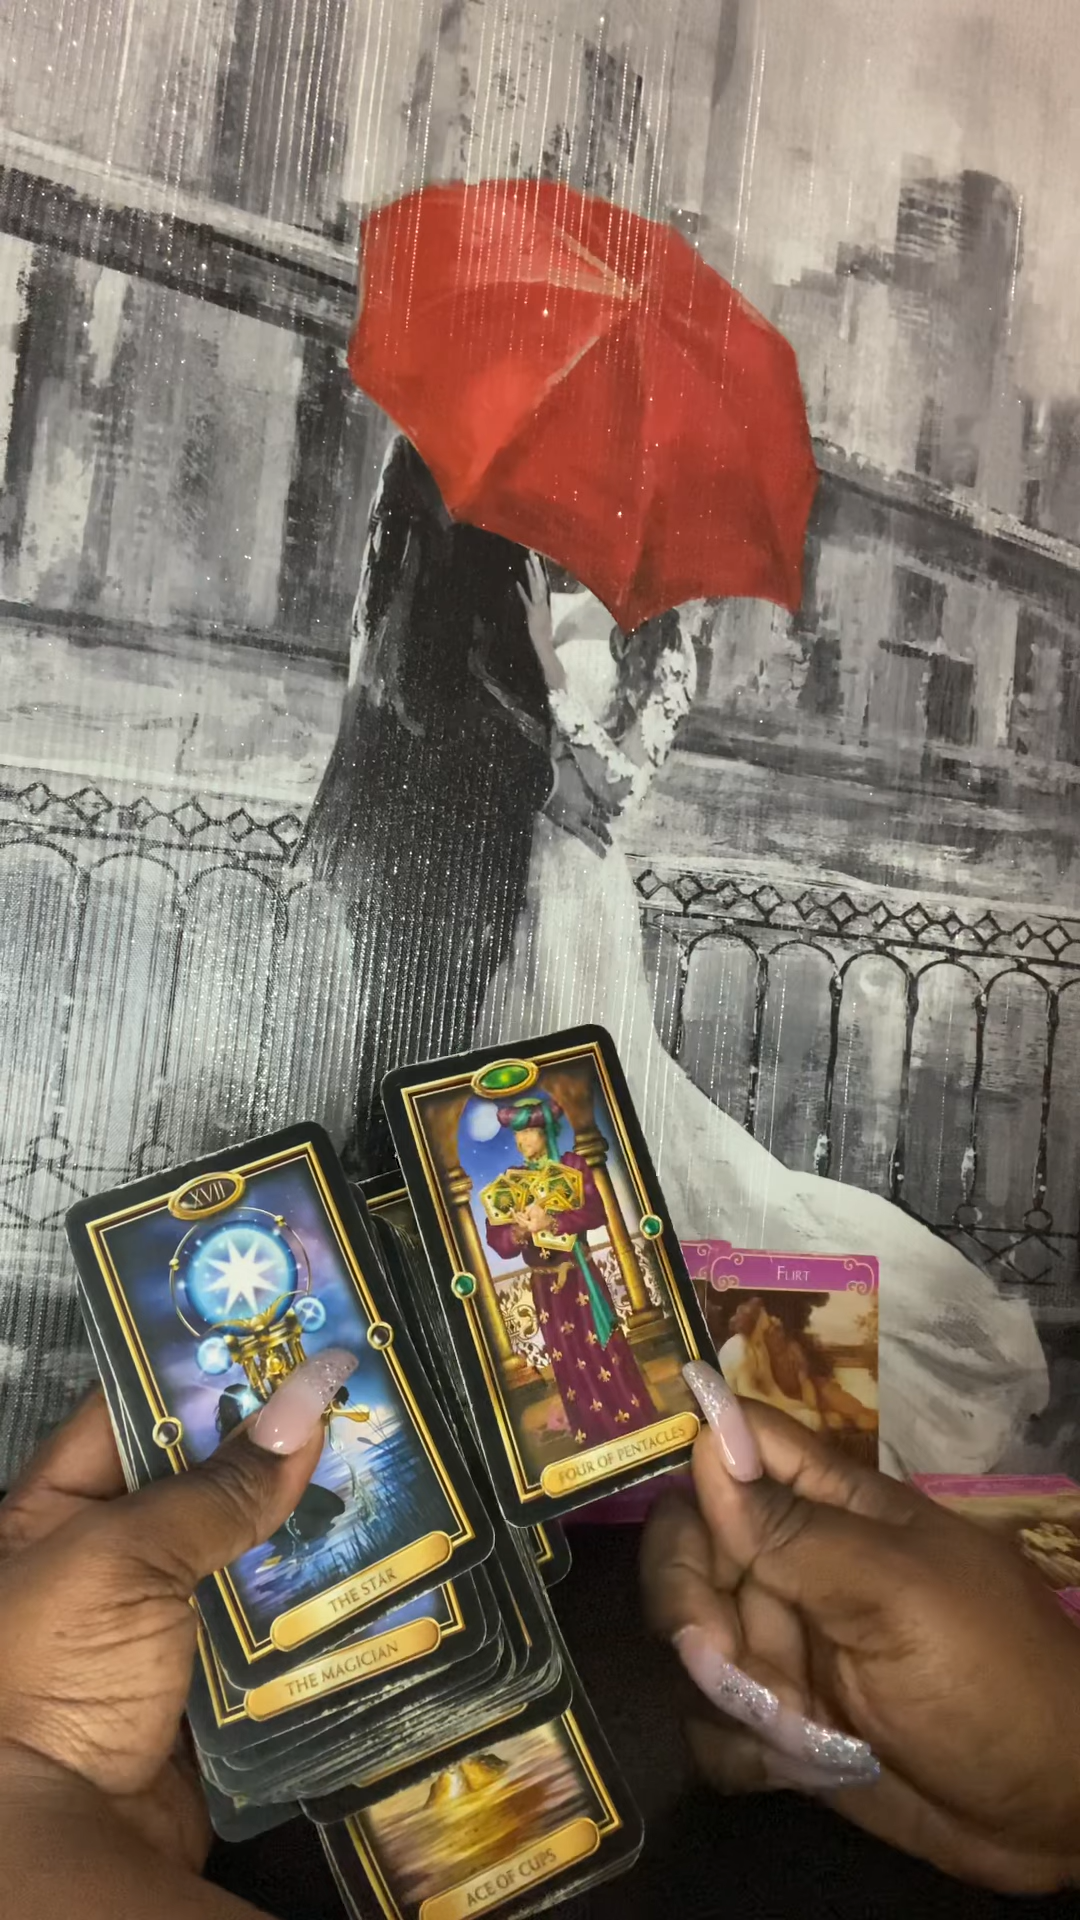 FLIRT
XVII
FOUR OF PENTACLES
THE STAR
THE MAGICIAN
ACE OF CUPS